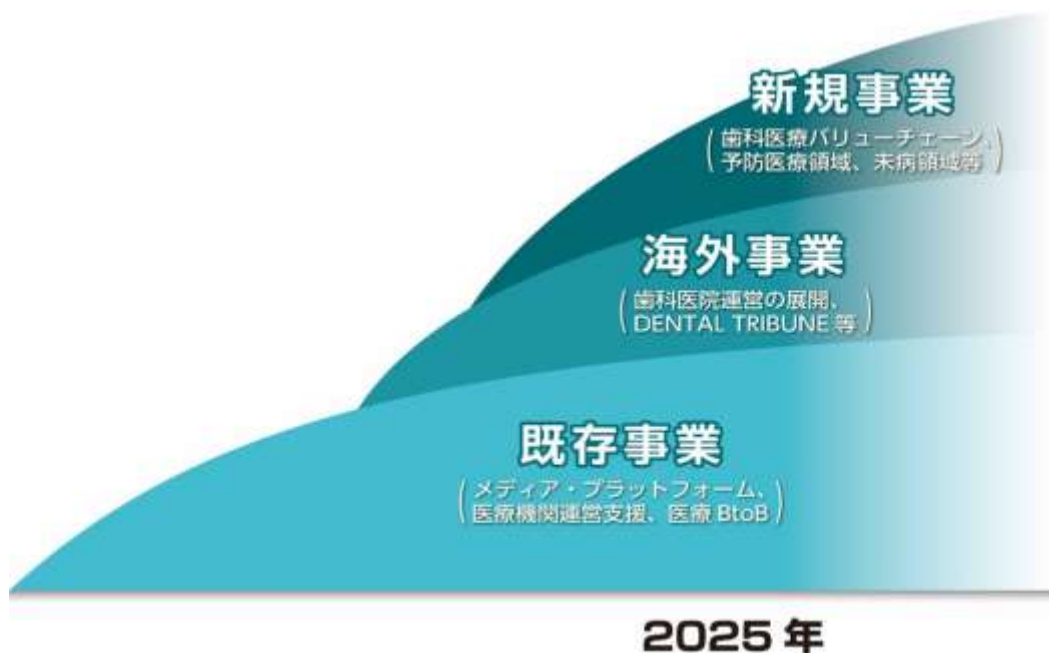 新規事業
(歯科医療バリューチェーン、
予防医療領域、未病領域等)
海外事業
(歯科医院運営の展開、
DENTAL TRIBUNE 等)
既存事業
(メディア・プラットフォーム、
医療機関運営支援、医療 BtoB)
2025 年